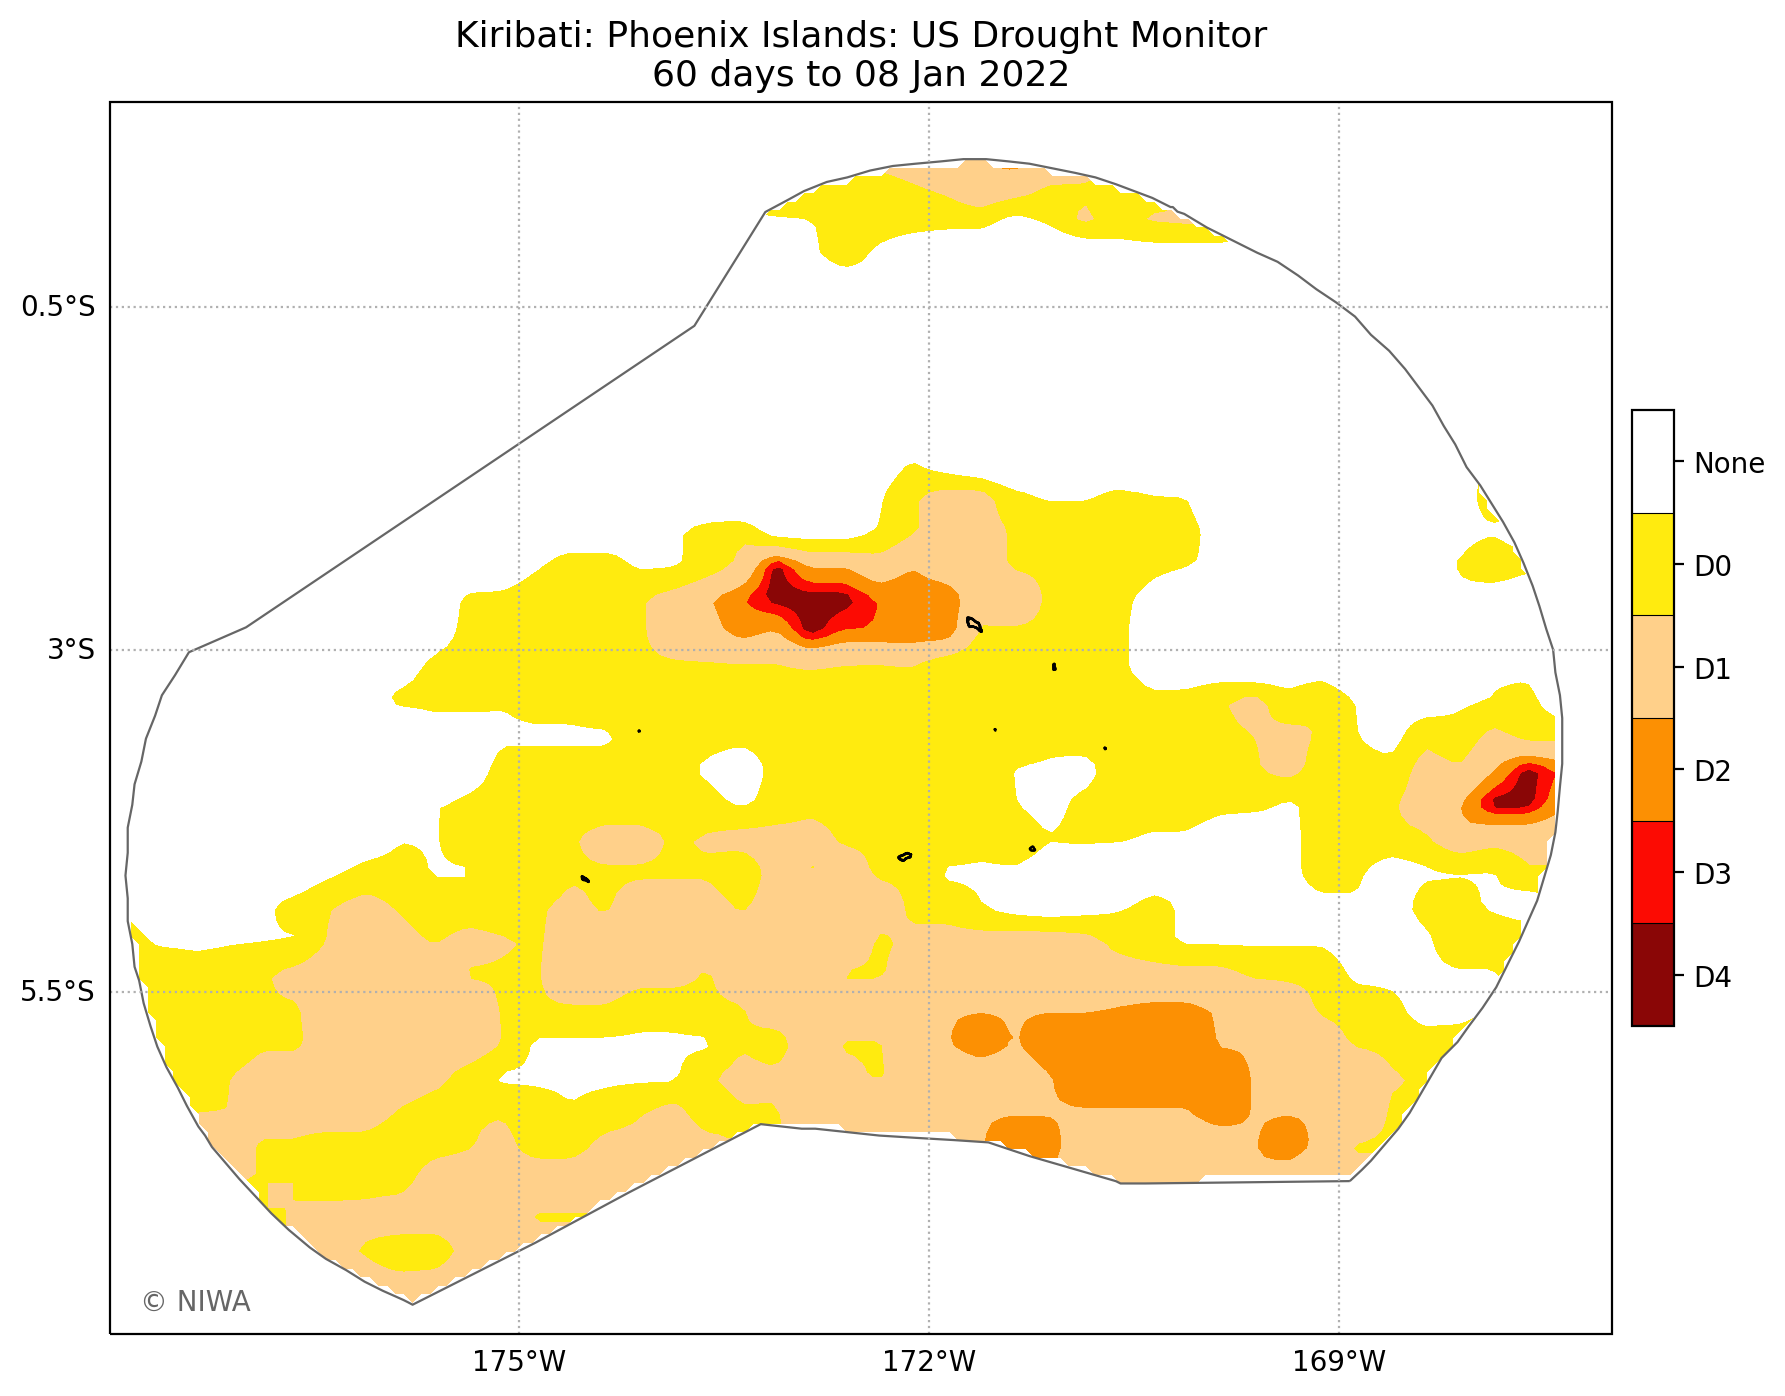 Kiribati: Phoenix Islands: US Drought Monitor
60 days to 08 Jan 2022
0.5°S
3°S
5.5°S
175°W
172°W
169°W
None
D0
D1
D2
D3
D4
© NIWA